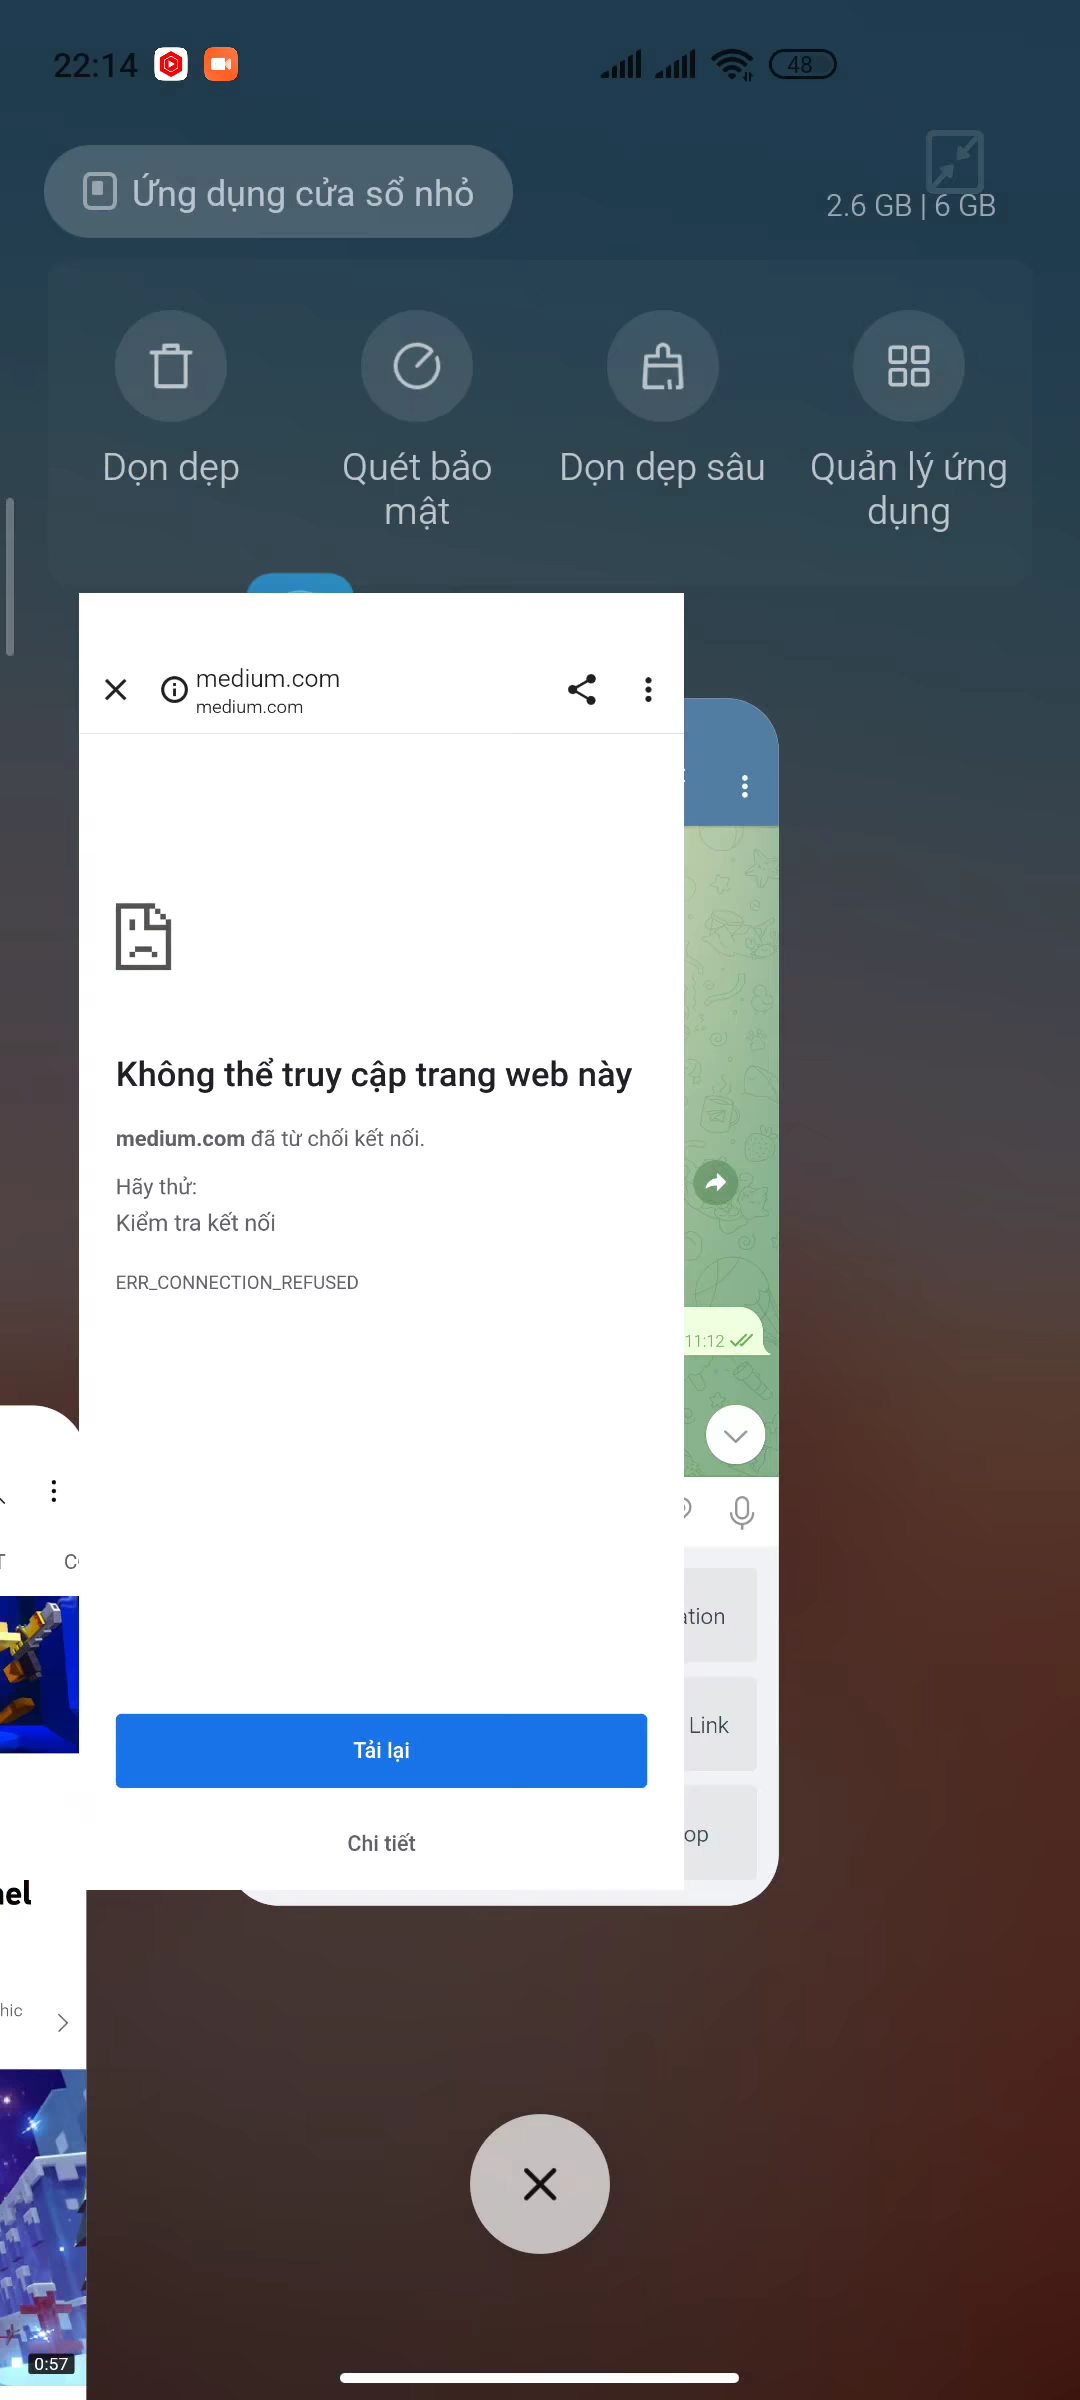 22:14
48
Ứng dụng cửa sổ nhỏ
2.6 GB | 6 GB
Dọn dẹp
Quét bảo mật
Dọn dẹp sâu
Quản lý ứng dụng
medium.com
medium.com
Không thể truy cập trang web này
medium.com đã từ chối kết nối.
Hãy thử:
Kiểm tra kết nối
ERR_CONNECTION_REFUSED
11:12
Link
Tải lại
Chi tiết
0:57